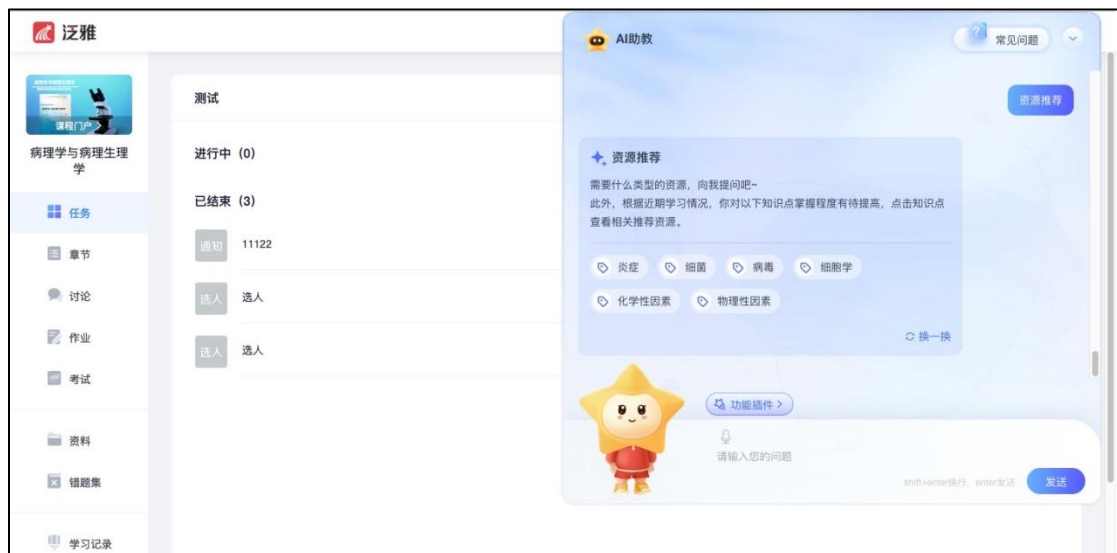 泛雅
课程门户 >
病理学与病理生理
学
任务
章节
讨论
作业
考试
资料
错题集
学习记录
测试
进行中（0）
已结束（3）
通知 11122
选人 选人
选人 选人
AI助教
常见问题
资源推荐
资源推荐
需要什么类型的资源，向我提问吧~
此外，根据近期学习情况，你对以下知识点掌握程度有待提高，点击知识点
查看相关推荐资源。
炎症 细菌 病毒 细胞学
化学性因素 物理性因素
换一换
功能插件 >
请输入您的问题
shift+enter换行，enter发送 发送